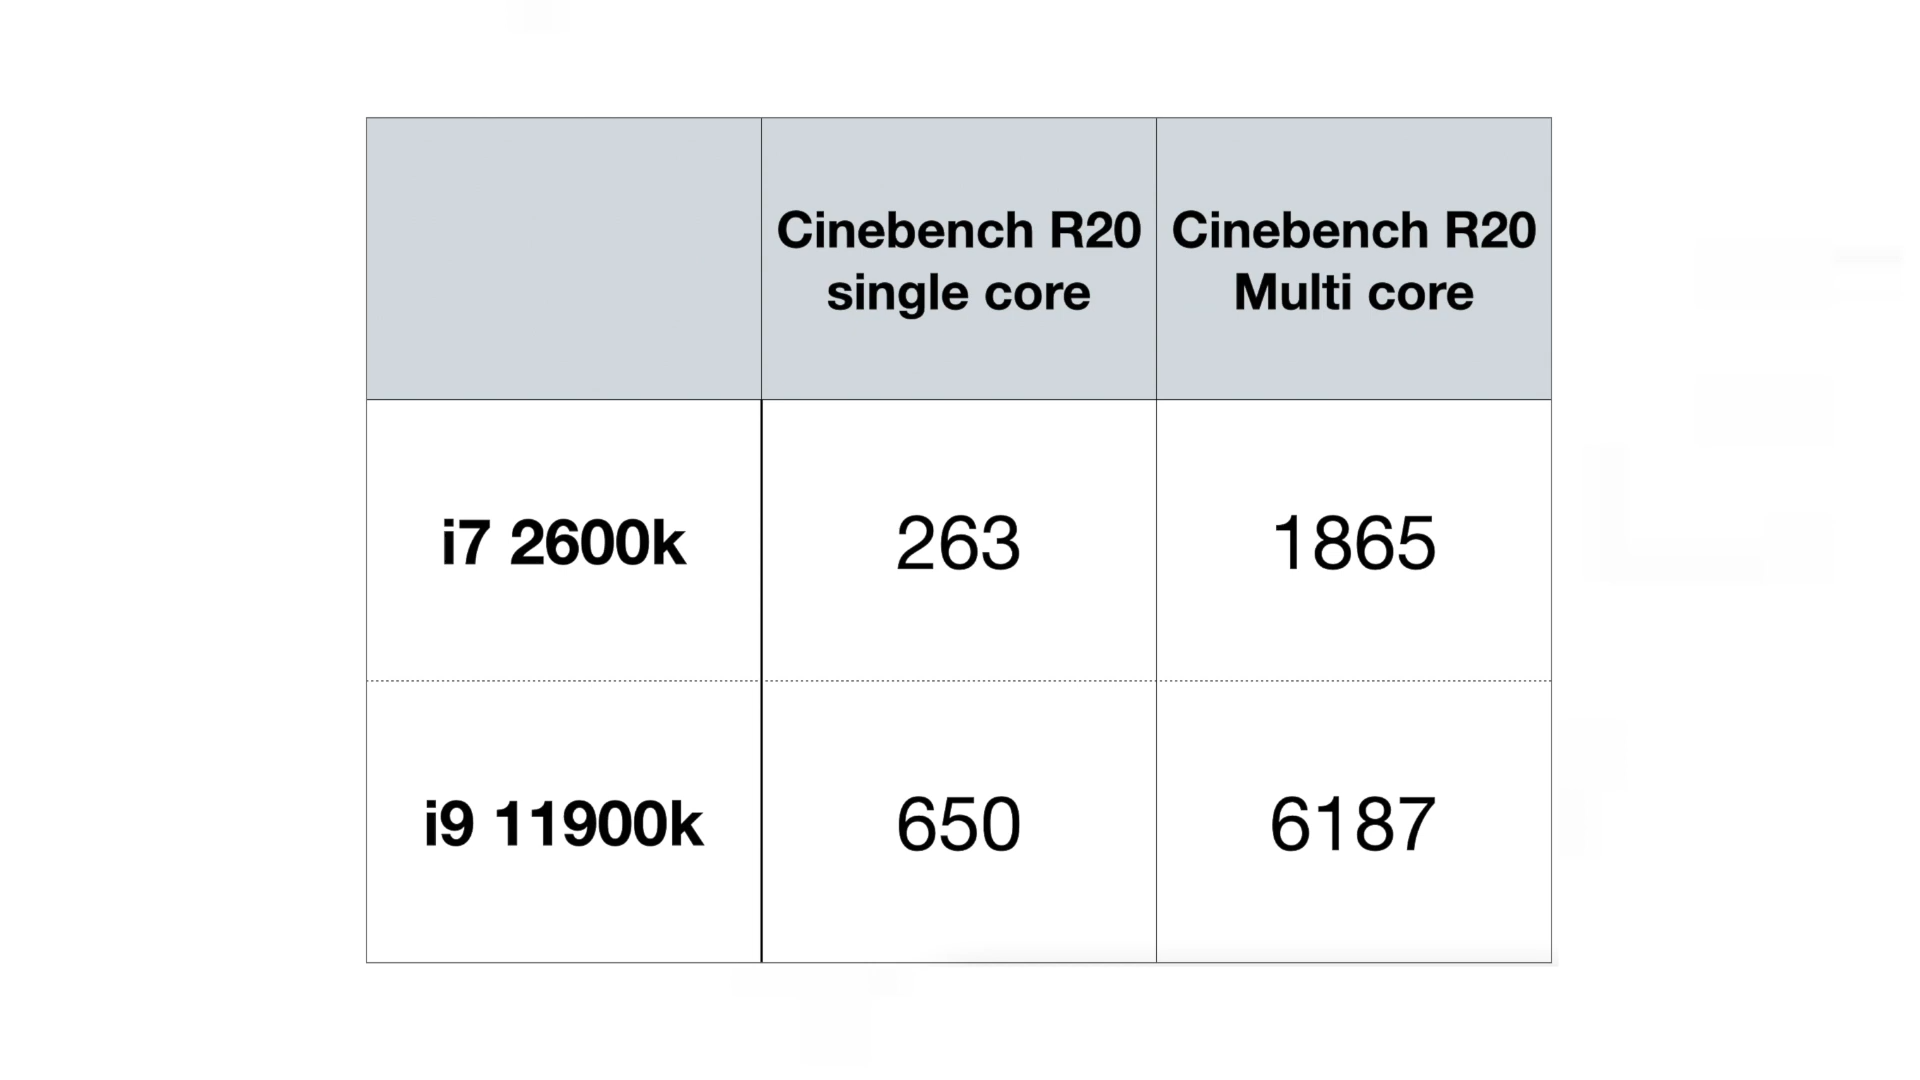 Cinebench R20 single core
Cinebench R20 Multi core
i7 2600k 263 1865
i9 11900k 650 6187